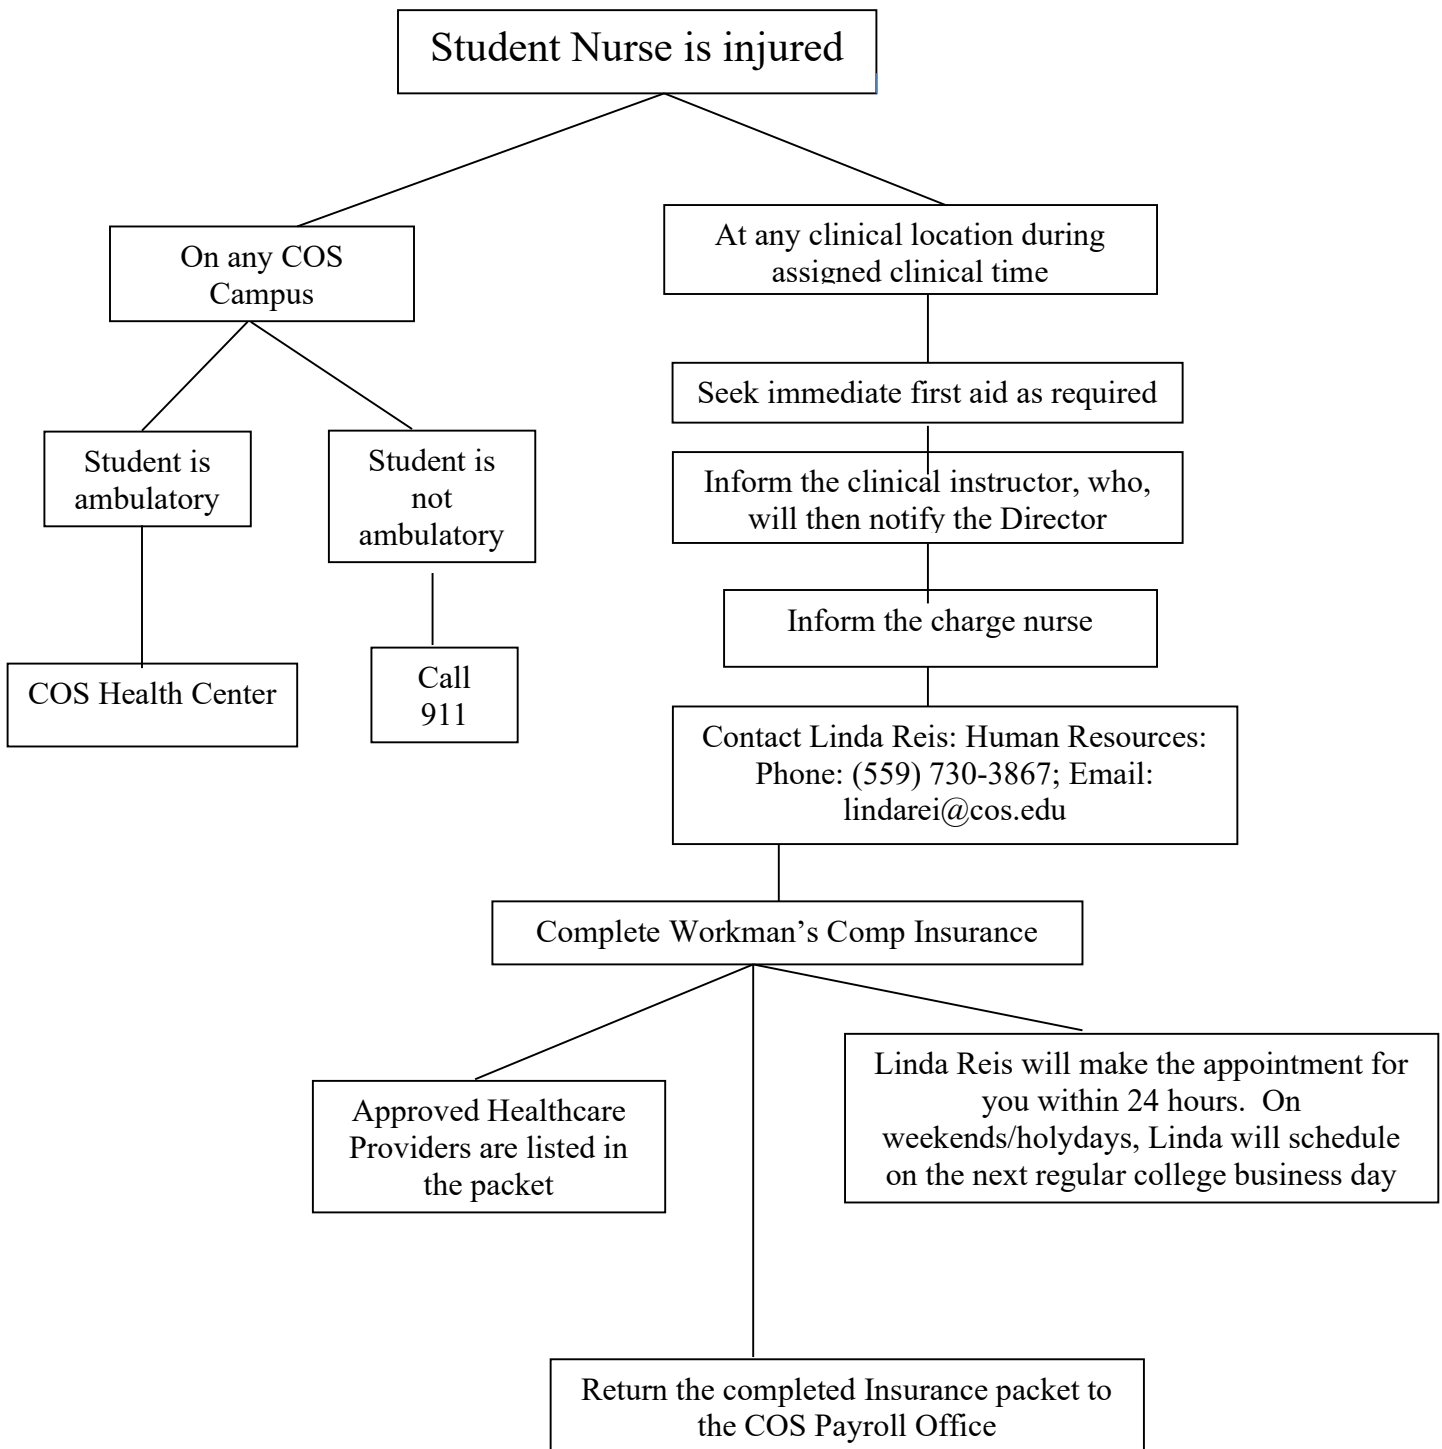 Student Nurse is injured
On any COS
Campus
At any clinical location during
assigned clinical time
Student is
ambulatory
Student is
not
ambulatory
Seek immediate first aid as required
Inform the clinical instructor, who,
will then notify the Director
Inform the charge nurse
COS Health Center
Call
911
Contact Linda Reis: Human Resources:
Phone: (559) 730-3867; Email:
lindarei@cos.edu
Complete Workman’s Comp Insurance
Approved Healthcare
Providers are listed in
the packet
Linda Reis will make the appointment for
you within 24 hours.  On
weekends/holydays, Linda will schedule
on the next regular college business day
Return the completed Insurance packet to
the COS Payroll Office